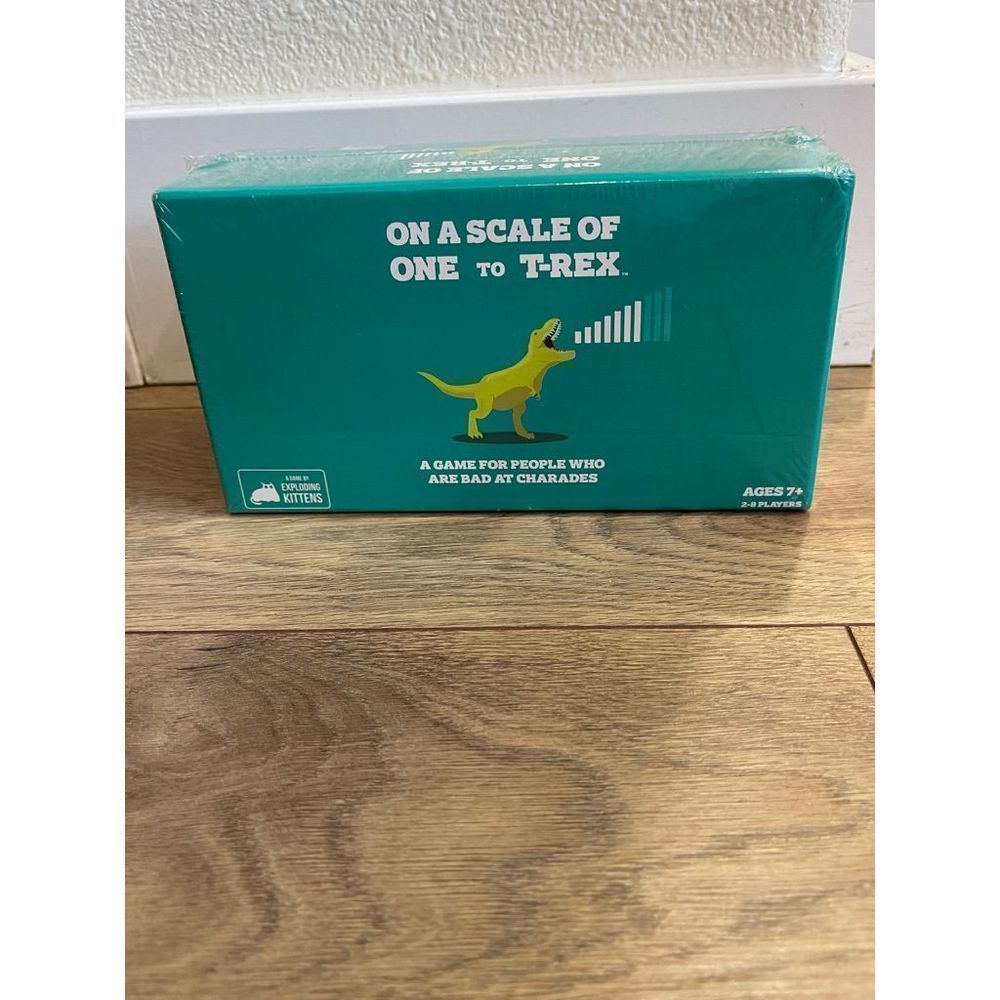 ON A SCALE OF
ONE TO T-REX
ON A SCALE OF
ONE TO T-REX™
A GAME FOR PEOPLE WHO
ARE BAD AT CHARADES
A GAME BY
EXPLODING
KITTENS
AGES 7+
2-8 PLAYERS